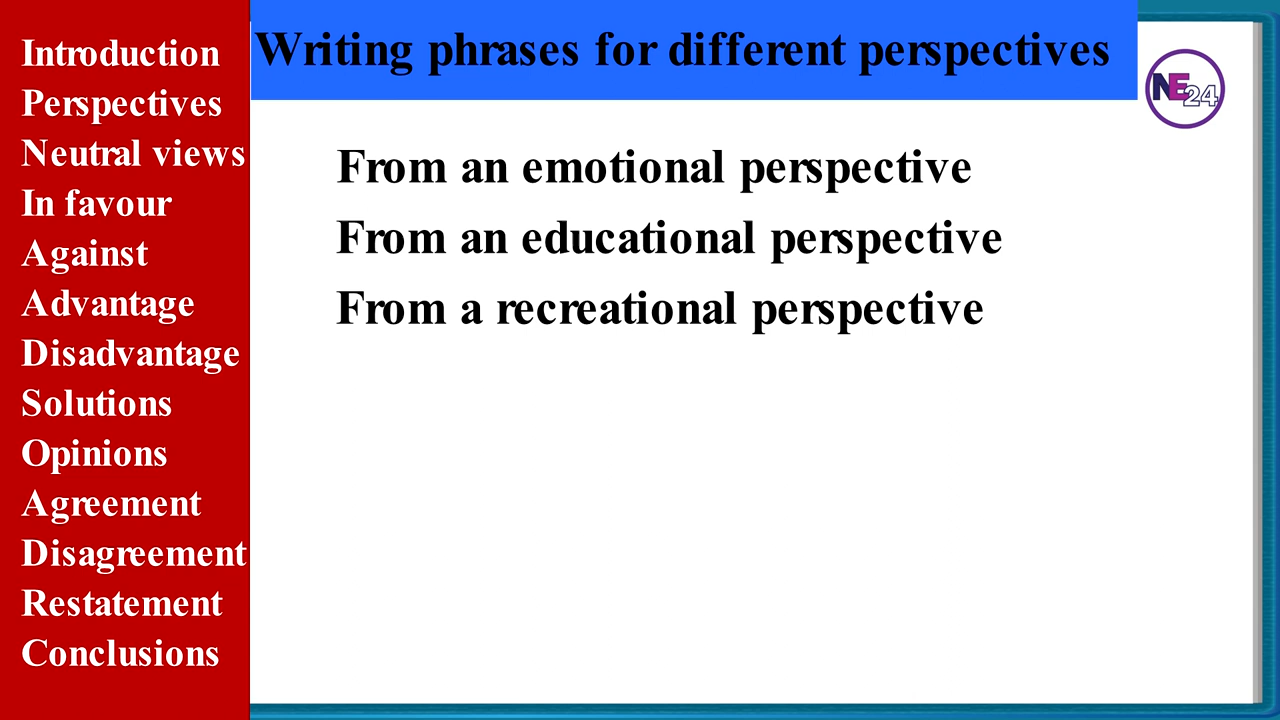 Introduction
Perspectives
Neutral views
In favour
Against
Advantage
Disadvantage
Solutions
Opinions
Agreement
Disagreement
Restatement
Conclusions
Writing phrases for different perspectives
NE24
From an emotional perspective
From an educational perspective
From a recreational perspective